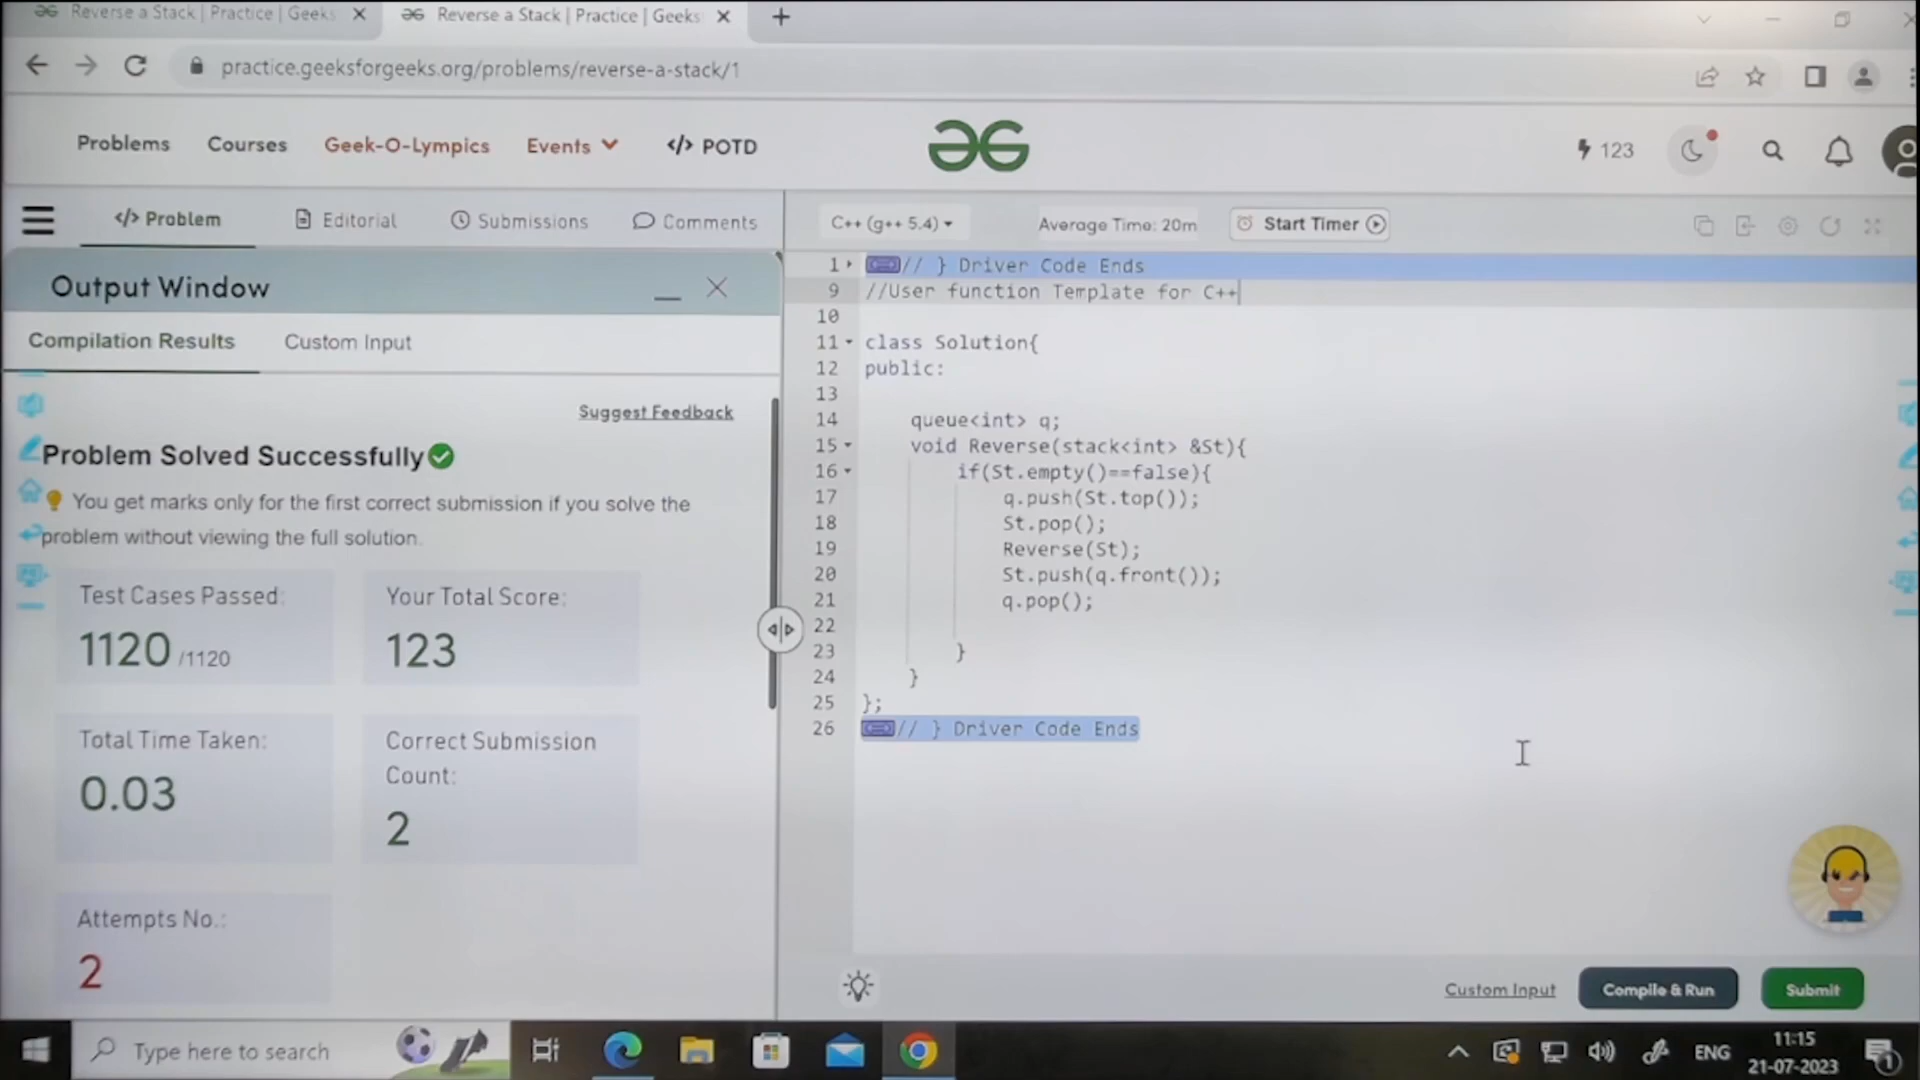 Reverse a Stack | Practice | Geeks
Reverse a Stack | Practice | Geeks
practice.geeksforgeeks.org/problems/reverse-a-stack/1
Problems
Courses
Geek-O-Lympics
Events
</> POTD
123
</> Problem
Editorial
Submissions
Comments
C++ (g++ 5.4)
Average Time: 20m
Start Timer
Output Window
Compilation Results
Custom Input
Suggest Feedback
Problem Solved Successfully
You get marks only for the first correct submission if you solve the
problem without viewing the full solution.
Test Cases Passed:
1120 /1120
Your Total Score:
123
Total Time Taken:
0.03
Correct Submission
Count:
2
Attempts No.:
2
1 // } Driver Code Ends
9 //User function Template for C++
10
11 class Solution{
12 public:
13
14 queue<int> q;
15 void Reverse(stack<int> &St){
16 if(St.empty()==false){
17 q.push(St.top());
18 St.pop();
19 Reverse(St);
20 St.push(q.front());
21 q.pop();
22
23 }
24 }
25 };
26 // } Driver Code Ends
Custom Input
Compile & Run
Submit
Type here to search
ENG
11:15
21-07-2023
1